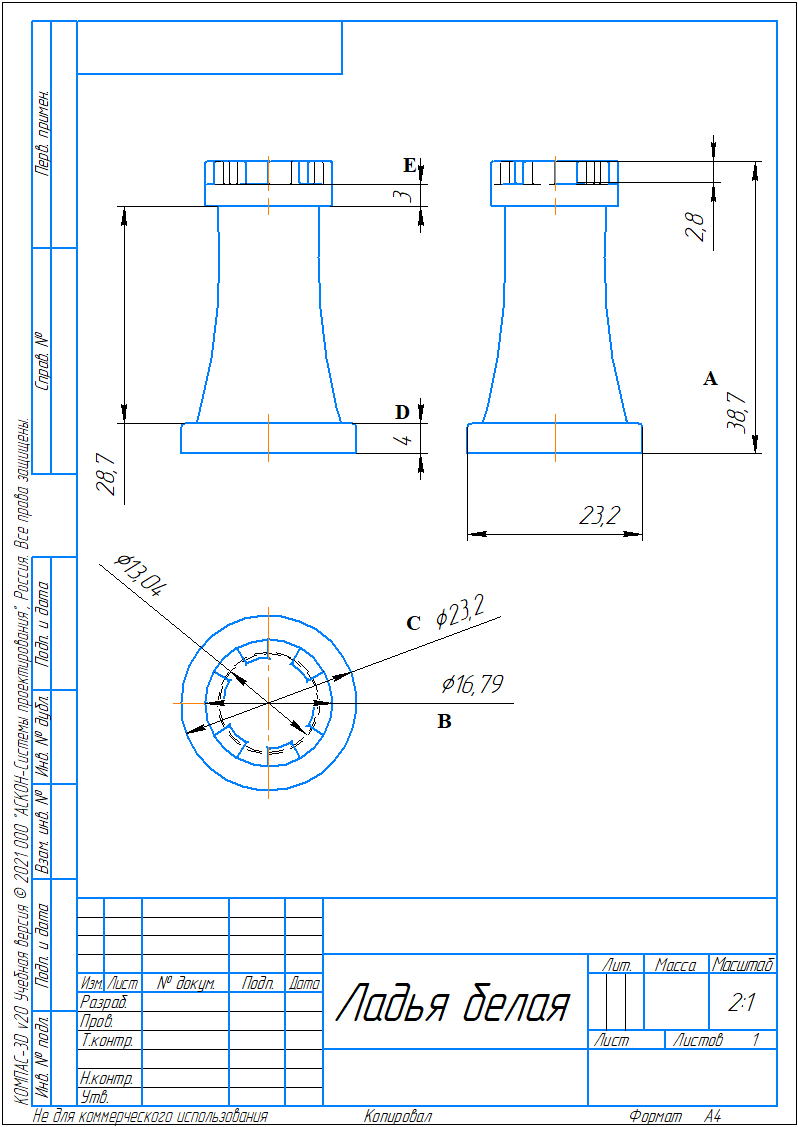 Перв. примен.
Справ. №
Подп. и дата
Инв. № дубл.
Взам. инв. №
Подп. и дата
Инв. № подл.
КОМПАС-3D v20 Учебная версия © 2021 ООО "АСКОН-Системы проектирования", Россия. Все права защищены.
E
3
2,8
A
38,7
D
4
28,7
23,2
⌀13,04
C ⌀23,2
⌀16,79
B
Изм. Лист № докум. Подп. Дата
Разраб.
Пров.
Т.контр.
Н.контр.
Утв.
Ладья белая
Лит. Масса Масштаб
2:1
Лист Листов 1
Не для коммерческого использования Копировал Формат А4